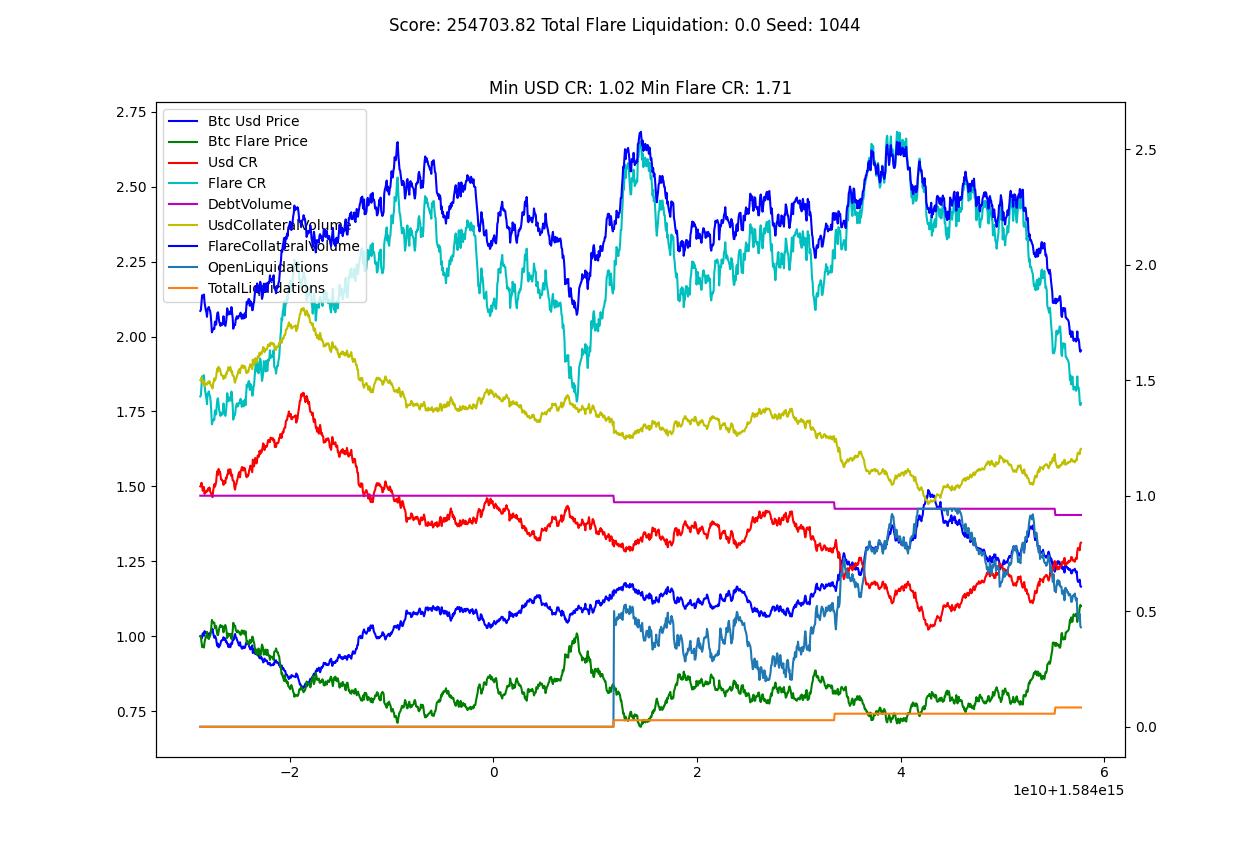 Score: 254703.82 Total Flare Liquidation: 0.0 Seed: 1044
Min USD CR: 1.02 Min Flare CR: 1.71
Btc Usd Price
Btc Flare Price
Usd CR
Flare CR
DebtVolume
UsdCollateralVolume
FlareCollateralVolume
OpenLiquidations
TotalLiquidations
2.75
2.50
2.25
2.00
1.75
1.50
1.25
1.00
0.75
2.5
2.0
1.5
1.0
0.5
0.0
−2 0 2 4 6
1e10+1.584e15